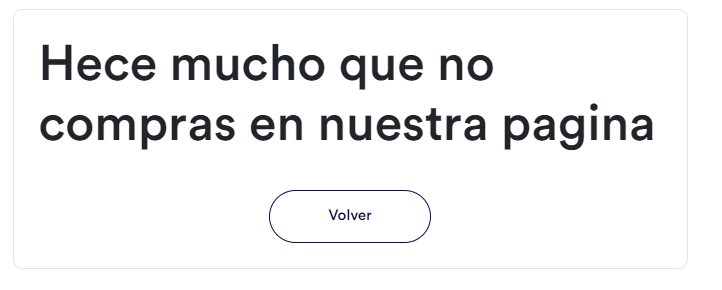 Hece mucho que no
compras en nuestra pagina
Volver